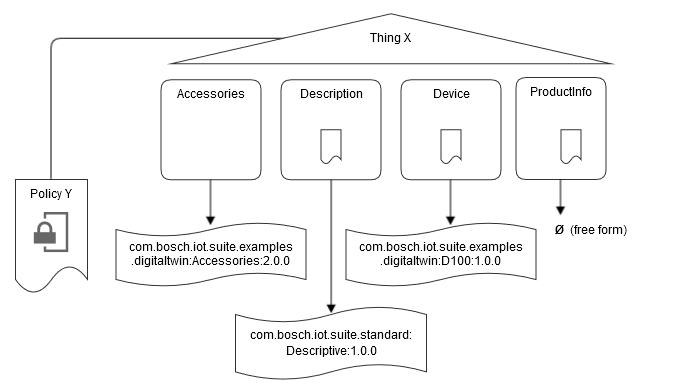 Thing X
Accessories
Description
Device
ProductInfo
Policy Y
com.bosch.iot.suite.examples
.digitaltwin:Accessories:2.0.0
com.bosch.iot.suite.examples
.digitaltwin:D100:1.0.0
Ø (free form)
com.bosch.iot.suite.standard:
Descriptive:1.0.0